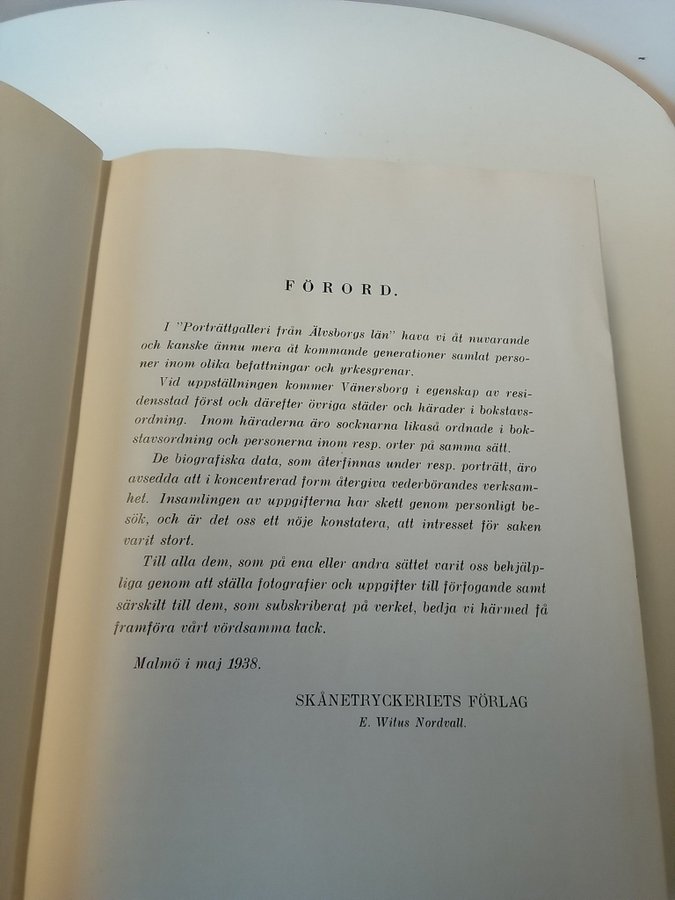 FÖRORD.
I "Porträttgalleri från Älvsborgs län" hava vi åt nuvarande
och kanske ännu mera åt kommande generationer samlat perso-
ner inom olika befattningar och yrkesgrenar.
Vid uppställningen kommer Vänersborg i egenskap av resi-
densstad först och därefter övriga städer och härader i bokstavs-
ordning. Inom häraderna äro socknarna likaså ordnade i bok-
stavsordning och personerna inom resp. orter på samma sätt.
De biografiska data, som återfinnas under resp. porträtt, äro
avsedda att i koncentrerad form återgiva vederbörandes verksam-
het. Insamlingen av uppgifterna har skett genom personligt be-
sök, och är det oss ett nöje konstatera, att intresset för saken
varit stort.
Till alla dem, som på ena eller andra sättet varit oss behjälp-
liga genom att ställa fotografier och uppgifter till förfogande samt
särskilt till dem, som subskriberat på verket, bedja vi härmed få
framföra vårt vördsamma tack.
Malmö i maj 1938.
SKÅNETRYCKERIETS FÖRLAG
E. Witus Nordvall.